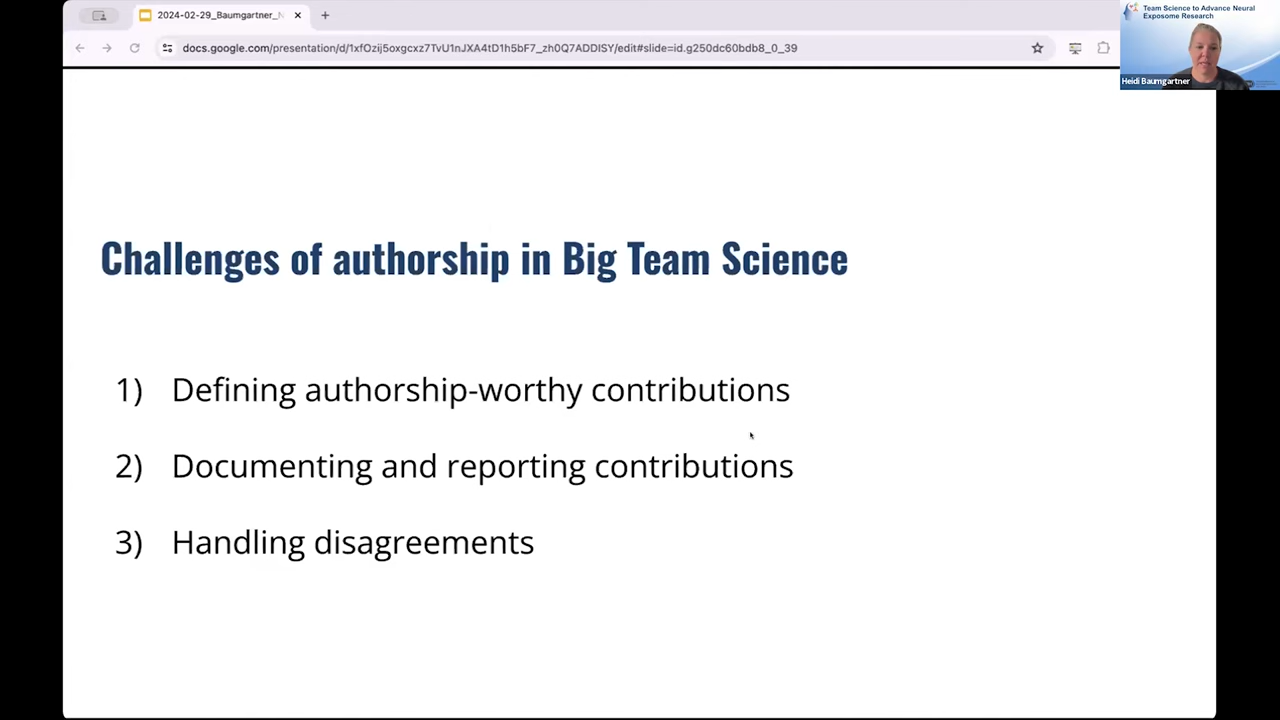 2024-02-29_Baumgartner_N
docs.google.com/presentation/d/1xfOzij5oxgcxz7TvU1nJXA4tD1h5bF7_zh0Q7ADDISY/edit#slide=id.g250dc60bdb8_0_39
Team Science to Advance Neural
Exposome Research
Heidi Baumgartner
Challenges of authorship in Big Team Science
1) Defining authorship-worthy contributions
2) Documenting and reporting contributions
3) Handling disagreements